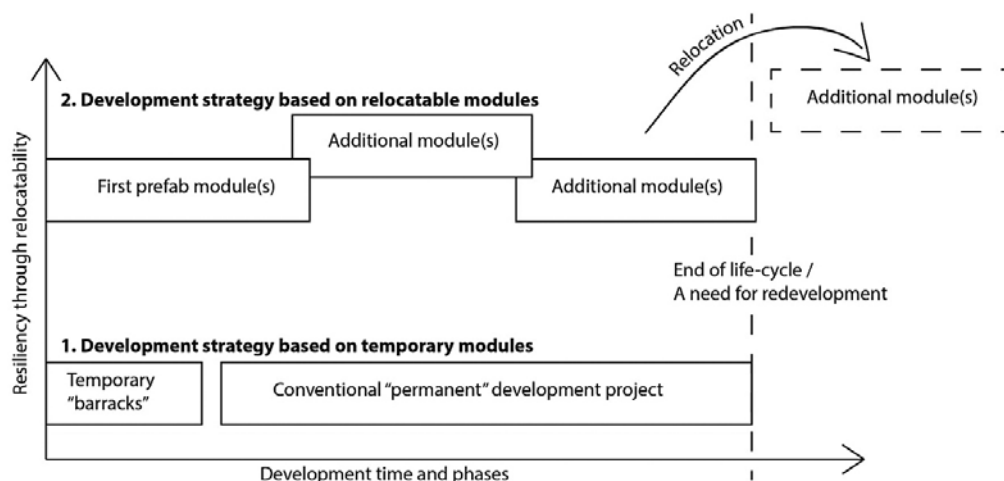 Relocation
Additional module(s)
2. Development strategy based on relocatable modules
Additional module(s)
First prefab module(s)
Additional module(s)
End of life-cycle /
A need for redevelopment
1. Development strategy based on temporary modules
Temporary
“barracks”
Conventional “permanent” development project
Resiliency through relocatability
Development time and phases